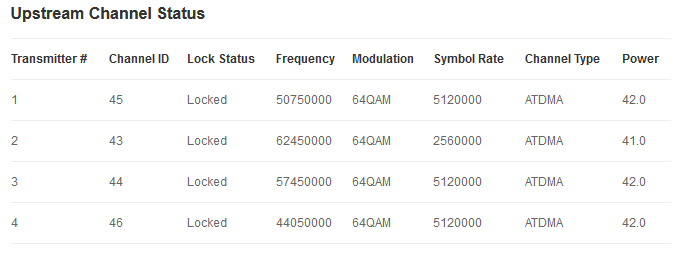 Upstream Channel Status
Transmitter # Channel ID Lock Status Frequency Modulation Symbol Rate Channel Type Power
1 45 Locked 50750000 64QAM 5120000 ATDMA 42.0
2 43 Locked 62450000 64QAM 2560000 ATDMA 41.0
3 44 Locked 57450000 64QAM 5120000 ATDMA 42.0
4 46 Locked 44050000 64QAM 5120000 ATDMA 42.0